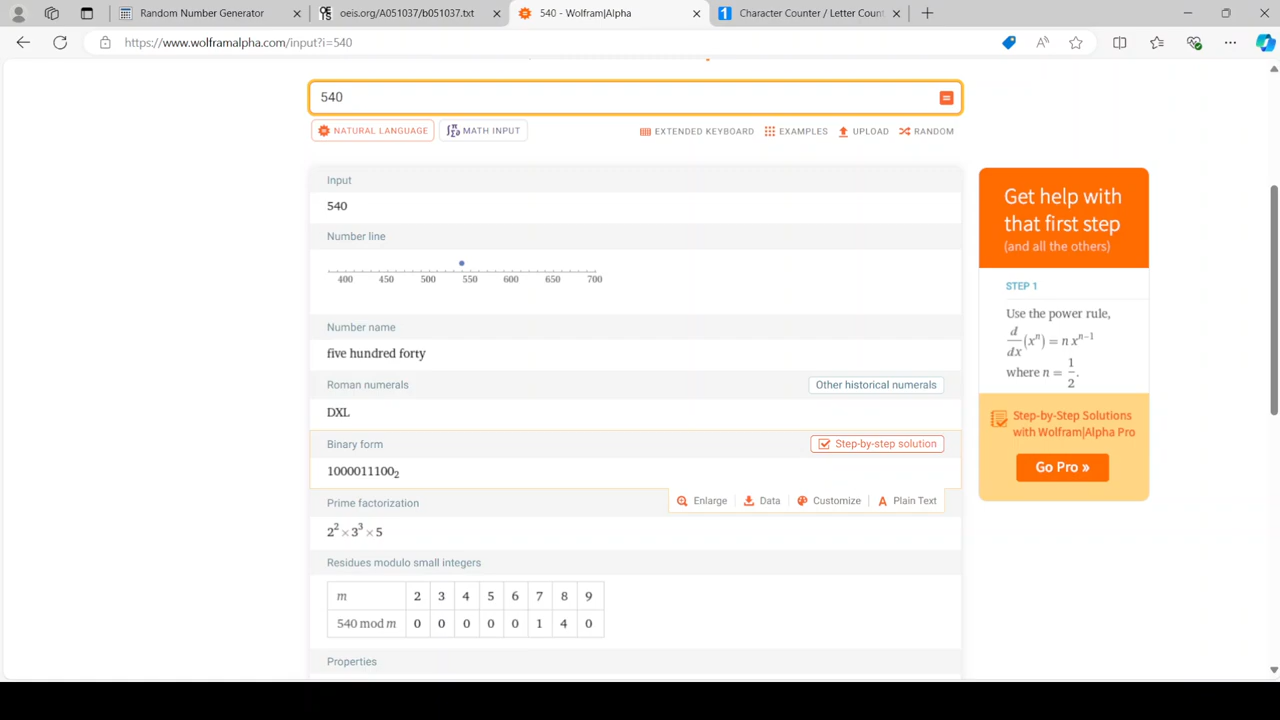 Random Number Generator
oeis.org/A051037/b051037.txt
540 - Wolfram|Alpha
1 Character Counter / Letter Count
https://www.wolframalpha.com/input?i=540
540
NATURAL LANGUAGE MATH INPUT EXTENDED KEYBOARD EXAMPLES UPLOAD RANDOM
Input
540
Number line
400 450 500 550 600 650 700
Number name
five hundred forty
Roman numerals Other historical numerals
DXL
Binary form Step-by-step solution
1000011100₂
Enlarge Data Customize A Plain Text
Prime factorization
2²×3³×5
Residues modulo small integers
m 2 3 4 5 6 7 8 9
540 mod m 0 0 0 0 0 1 4 0
Properties
Get help with
that first step
(and all the others)
STEP 1
Use the power rule,
d/dx(xⁿ) = n xⁿ⁻¹
where n = 1/2.
Step-by-Step Solutions
with Wolfram|Alpha Pro
Go Pro »